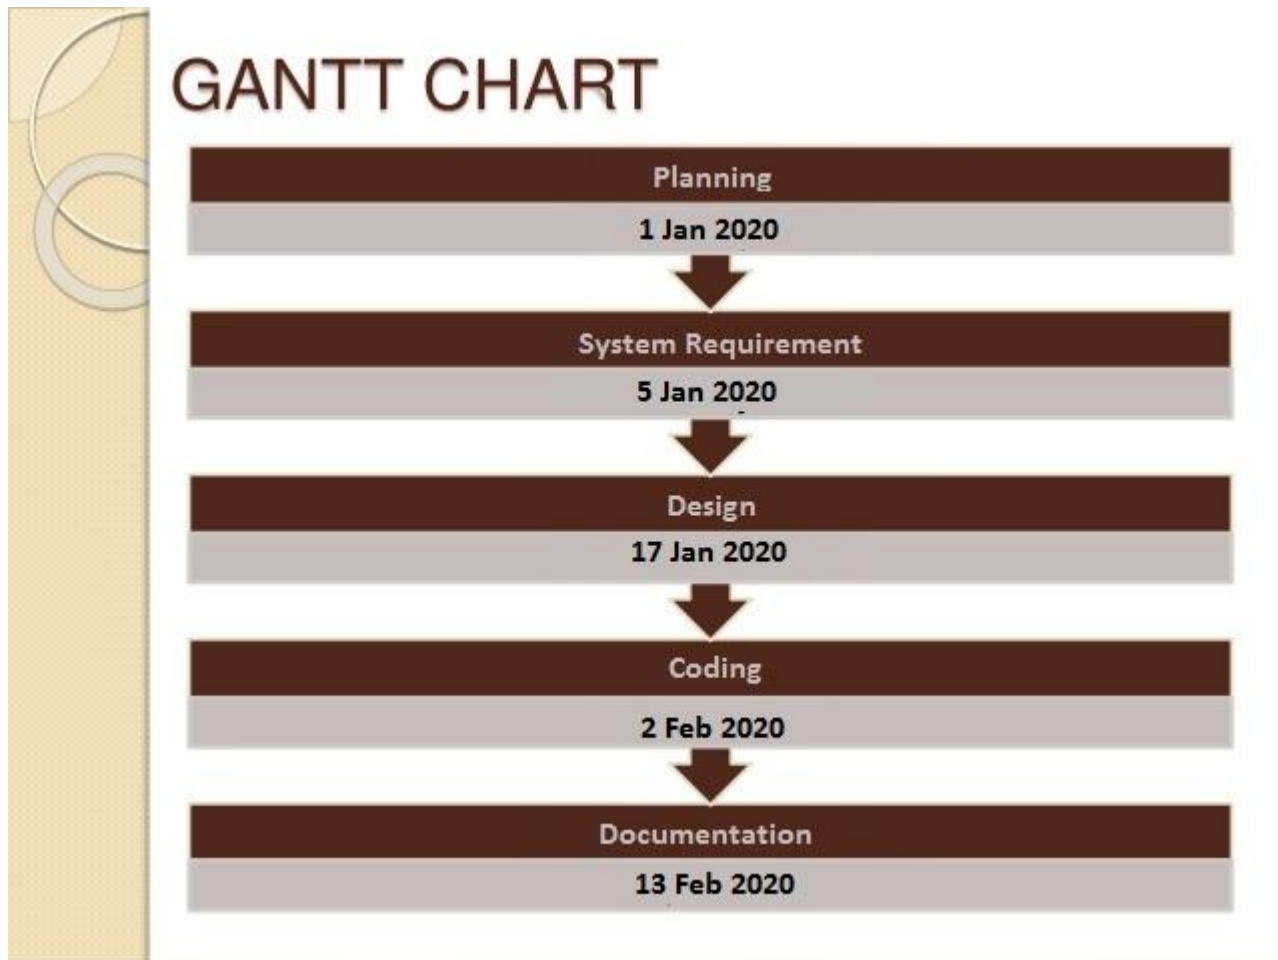 GANTT CHART
Planning
1 Jan 2020
System Requirement
5 Jan 2020
Design
17 Jan 2020
Coding
2 Feb 2020
Documentation
13 Feb 2020